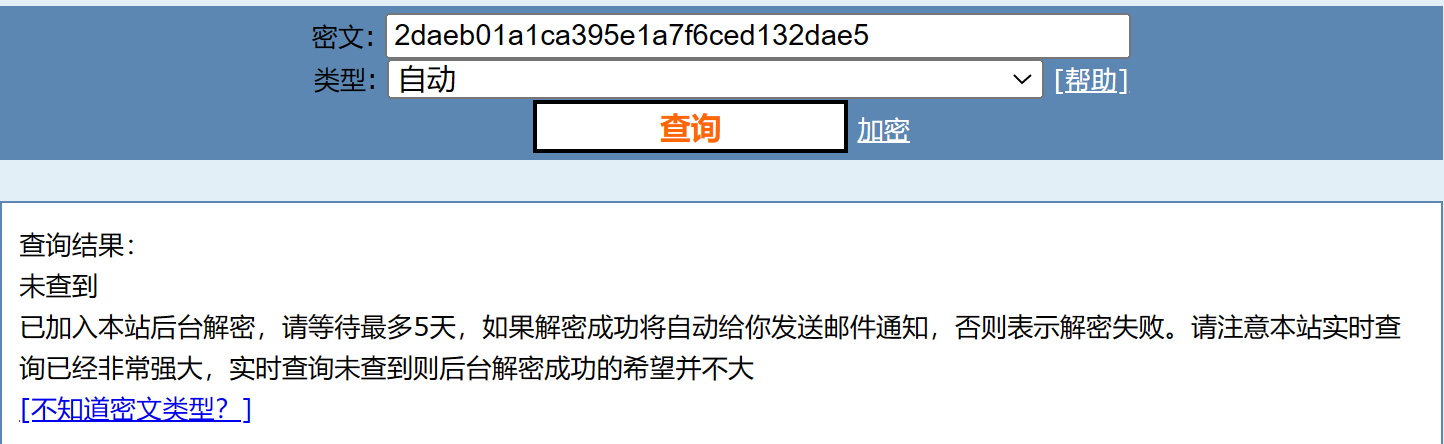 密文: 2daeb01a1ca395e1a7f6ced132dae5
类型: 自动 [帮助]
查询 加密
查询结果:
未查到
已加入本站后台解密，请等待最多5天，如果解密成功将自动给你发送邮件通知，否则表示解密失败。请注意本站实时查
询已经非常强大，实时查询未查到则后台解密成功的希望并不大
[不知道密文类型？]